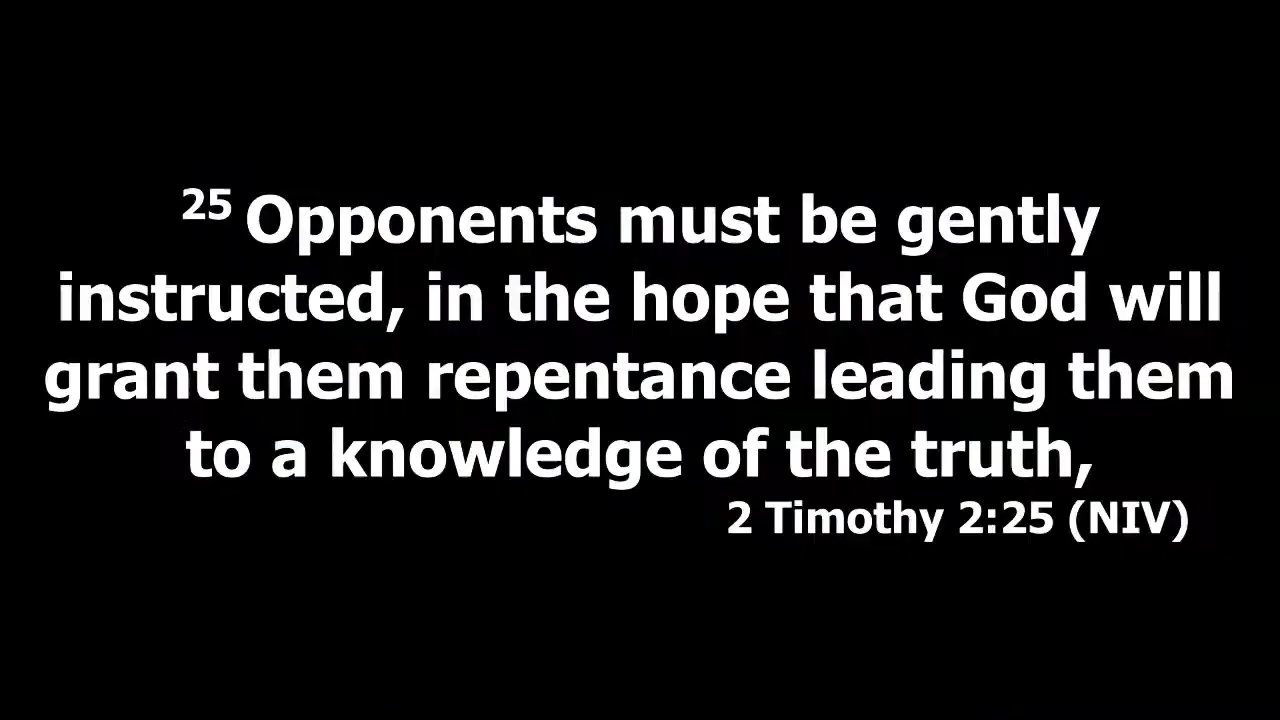 25 Opponents must be gently
instructed, in the hope that God will
grant them repentance leading them
to a knowledge of the truth,
2 Timothy 2:25 (NIV)